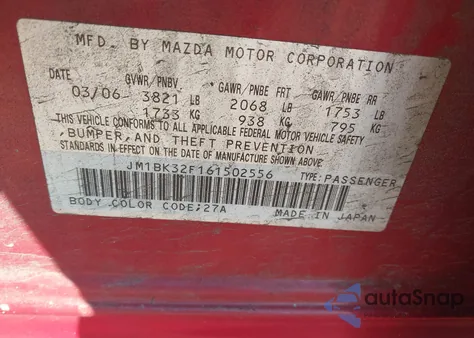 MFD. BY MAZDA MOTOR CORPORATION
DATE GVWR/PNBV GAWR/PNBE FRT GAWR/PNBE RR
03/06 3821 LB 2068 LB 1753 LB
1733 KG 938 KG 795 KG
THIS VEHICLE CONFORMS TO ALL APPLICABLE FEDERAL MOTOR VEHICLE SAFETY
,BUMPER, AND THEFT PREVENTION
STANDARDS IN EFFECT ON THE DATE OF MANUFACTURE SHOWN ABOVE.
JM1BK32F161502556 TYPE:PASSENGER
BODY COLOR CODE;27A MADE IN JAPAN
autoSnap